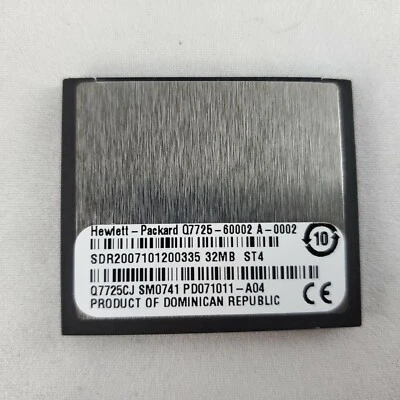 Hewlett-Packard Q7725-60002 A-0002
10
SDR2007101200335 32MB ST4
Q7725CJ SM0741 PD071011-A04
PRODUCT OF DOMINICAN REPUBLIC
CE